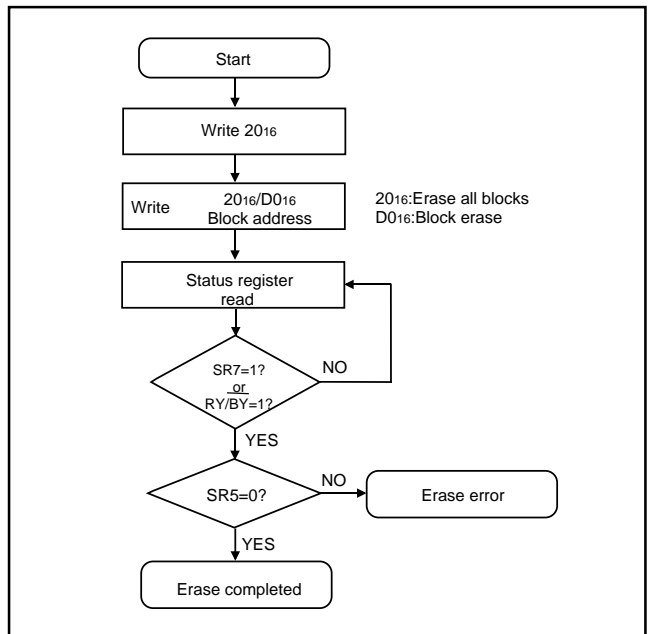 Start
Write 20₁₆
Write 20₁₆/D0₁₆
Block address
20₁₆:Erase all blocks
D0₁₆:Block erase
Status register
read
SR7=1?
or
RY/BY=1?
NO
YES
SR5=0?
NO
Erase error
YES
Erase completed